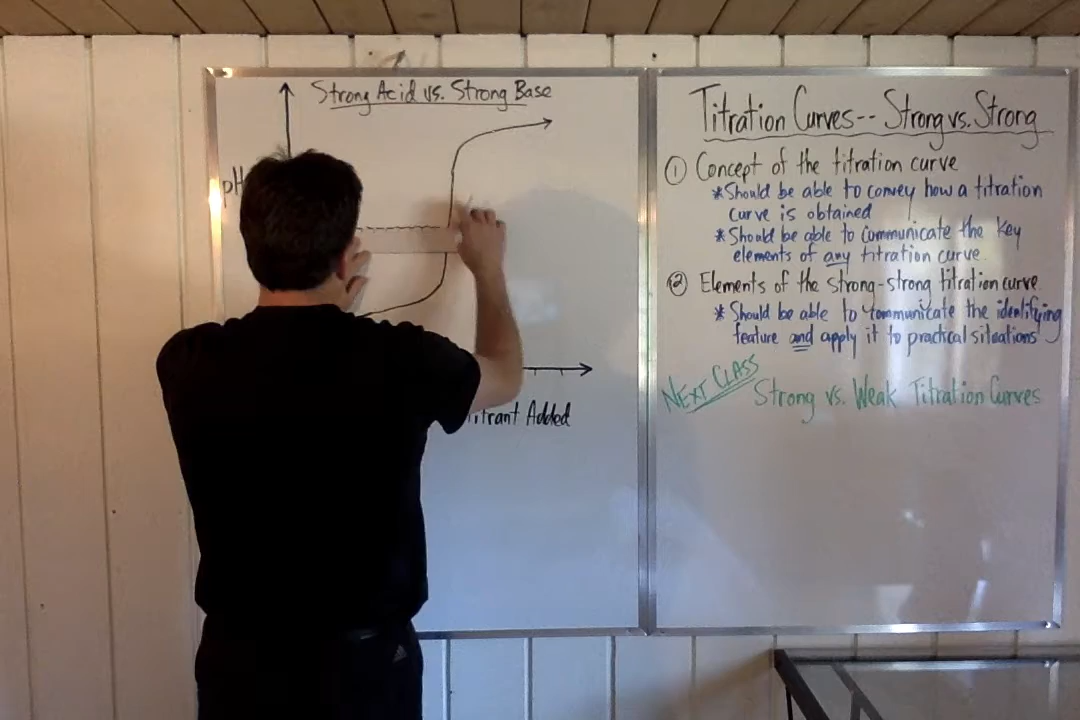 Strong Acid vs. Strong Base
pH
Titrant Added
Titration Curves-- Strong vs. Strong
① Concept of the titration curve
*Should be able to convey how a titration
curve is obtained
*Should be able to communicate the key
elements of any titration curve.
② Elements of the strong-strong titration curve
*Should be able to communicate the identifying
feature and apply it to practical situations
NEXT CLASS Strong vs. Weak Titration Curves